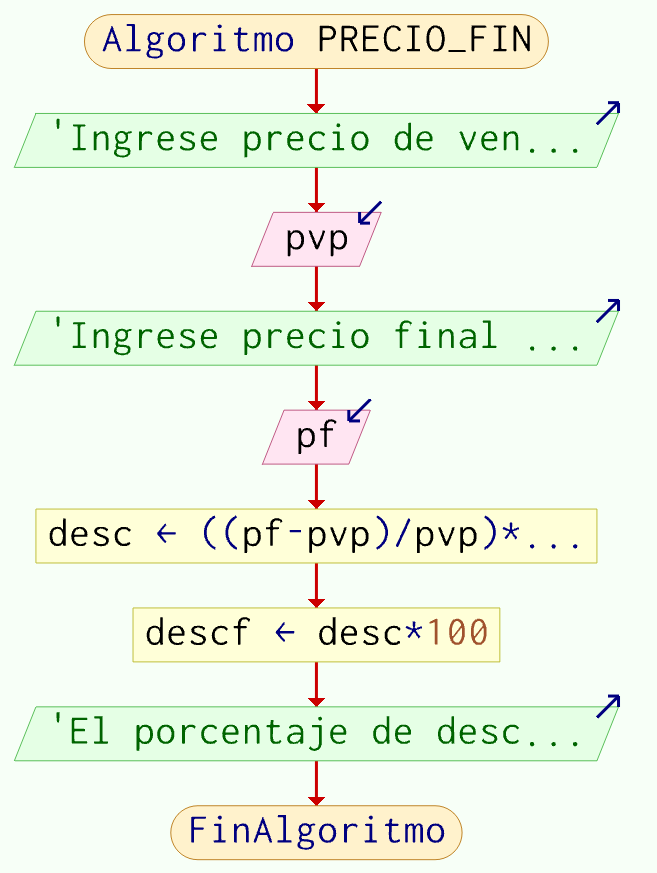 Algoritmo PRECIO_FIN
'Ingrese precio de ven...
pvp
'Ingrese precio final ...
pf
desc ← ((pf-pvp)/pvp)*...
descf ← desc*100
'El porcentaje de desc...
FinAlgoritmo